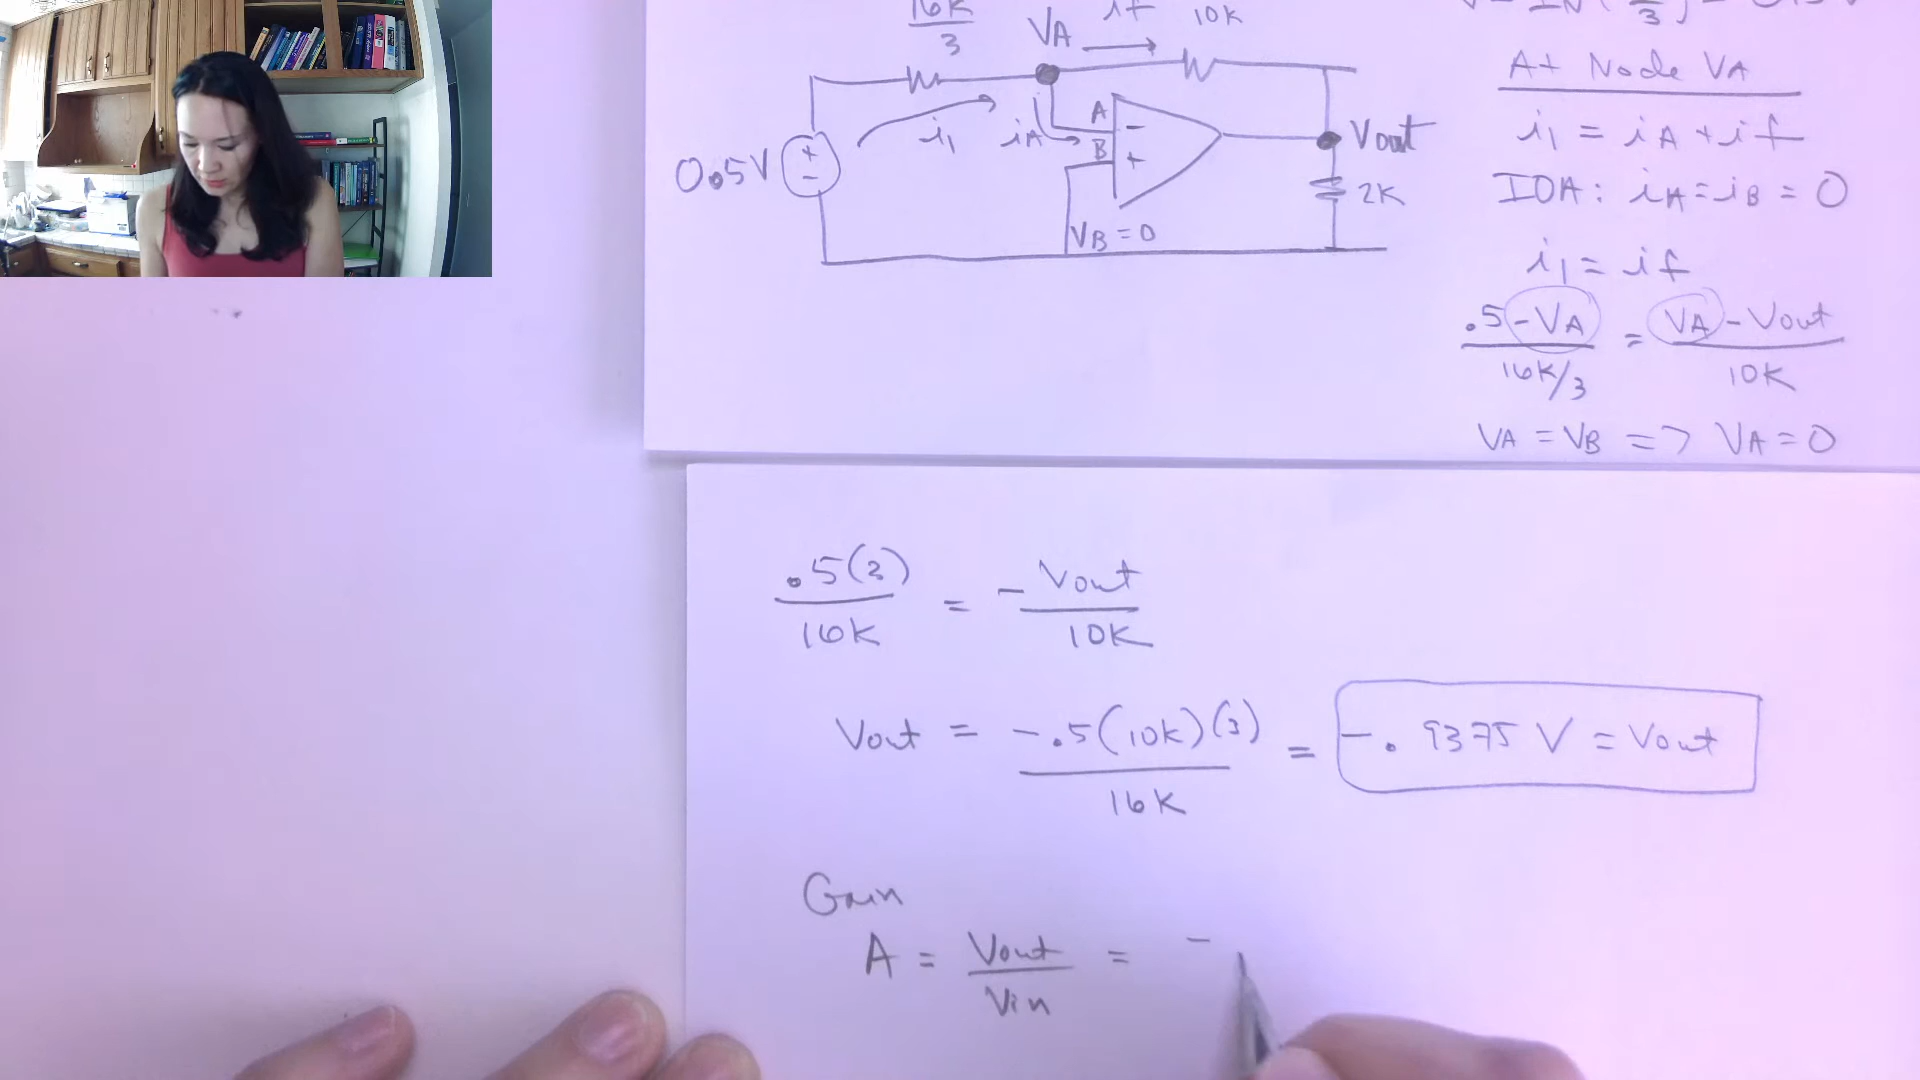 16K
3
VA
if
10K
0.5V
+
-
i1
iA
A
B
-
+
VB = 0
Vout
2K
At Node VA
i1 = iA + if
IOA: iA = iB = 0
i1 = if
.5 - VA = VA - Vout
16K/3
10K
VA = VB => VA = 0
.5(3) = - Vout
16K
10K
Vout = -.5(10K)(3) = -.9375 V = Vout
16K
Gain
A = Vout = -
Vin